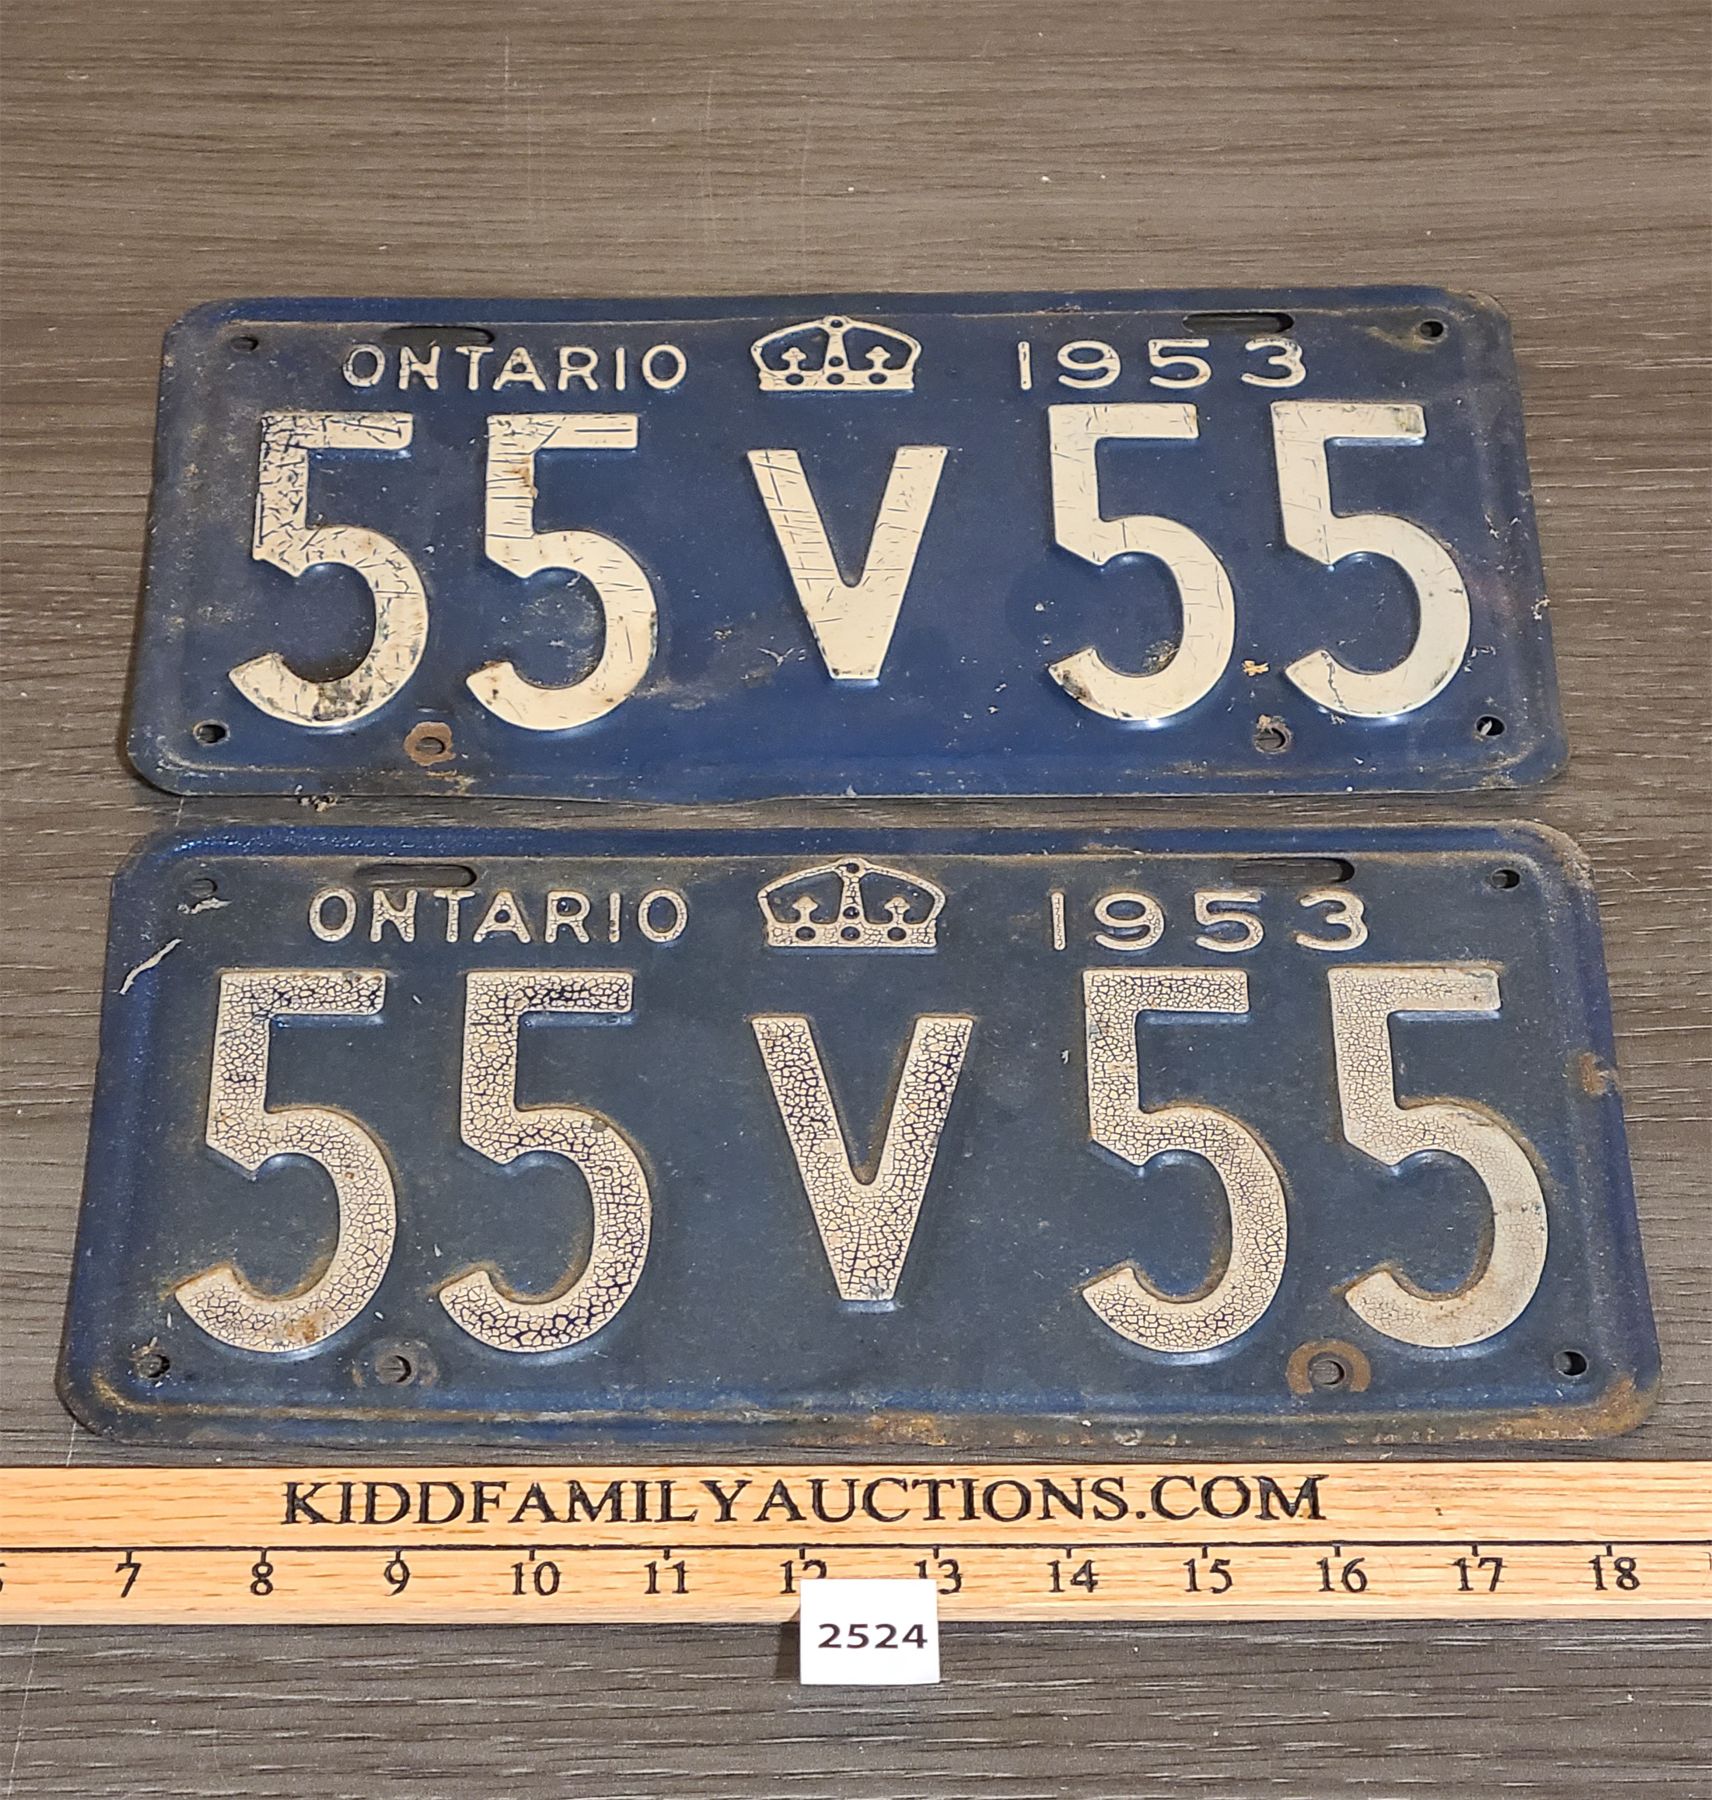 ONTARIO 1953
55V55
ONTARIO 1953
55V55
KIDDFAMILYAUCTIONS.COM
7 8 9 10 11 12 13 14 15 16 17 18
2524